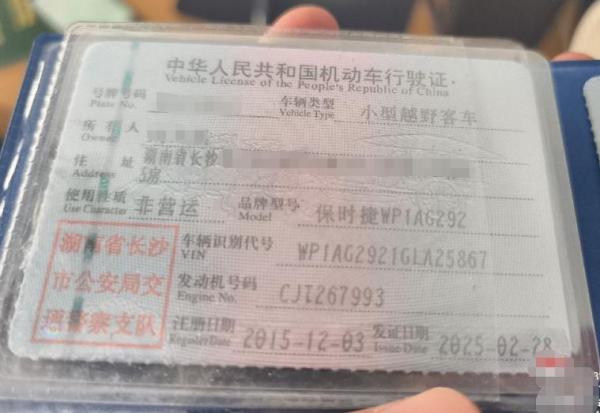 中华人民共和国机动车行驶证
Vehicle License of the People's Republic of China
号牌号码
Plate No.
车辆类型
Vehicle Type
小型越野客车
所有人
Owner
住址
Address
湖南省长沙
5房
使用性质
Use Character
非营运
品牌型号
Model
保时捷WP1AG292
湖南省长沙
市公安局交
通警察支队
车辆识别代号
VIN
WP1AG2921GLA25867
发动机号码
Engine No.
CJT267993
注册日期
Register Date
2015-12-03
发证日期
Issue Date
2025-02-28